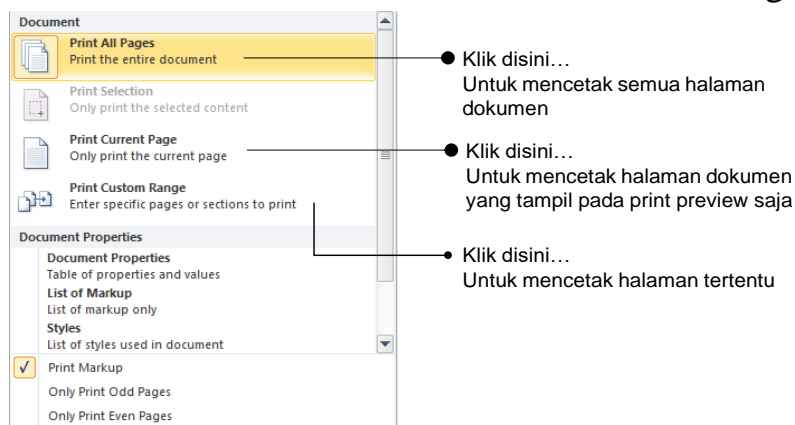 Document
Print All Pages
Print the entire document
Print Selection
Only print the selected content
Print Current Page
Only print the current page
Print Custom Range
Enter specific pages or sections to print
Document Properties
Document Properties
Table of properties and values
List of Markup
List of markup only
Styles
List of styles used in document
Print Markup
Only Print Odd Pages
Only Print Even Pages
Klik disini…
Untuk mencetak semua halaman
dokumen
Klik disini…
Untuk mencetak halaman dokumen
yang tampil pada print preview saja
Klik disini…
Untuk mencetak halaman tertentu